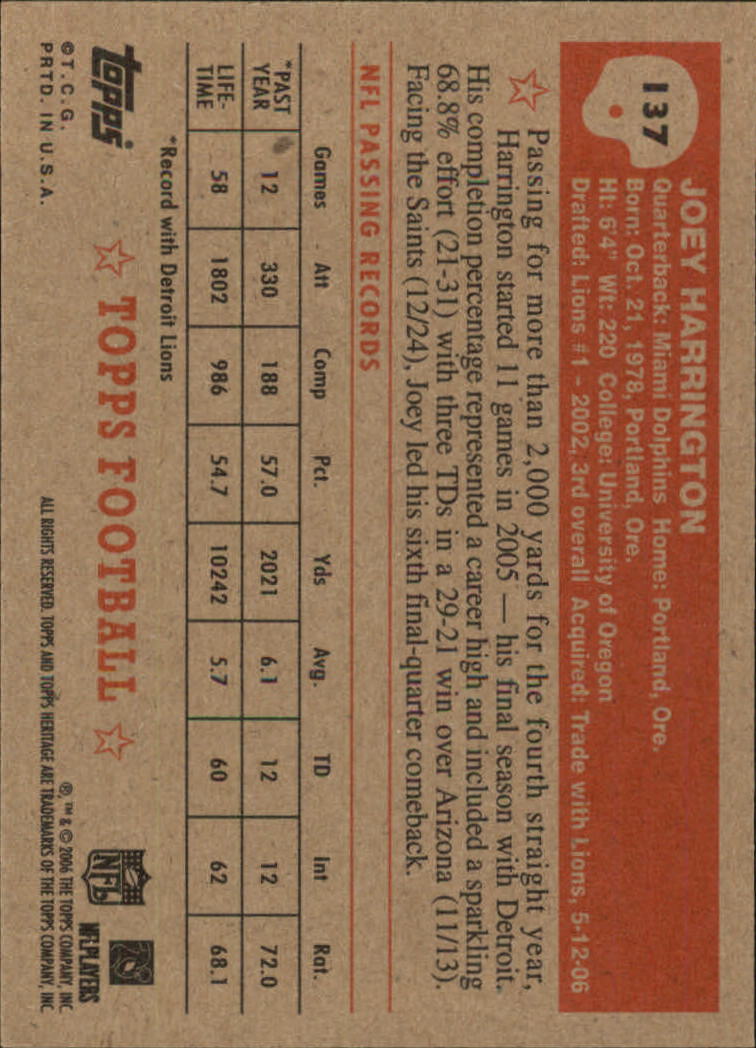 137
JOEY HARRINGTON
Quarterback: Miami Dolphins Home: Portland, Ore.
Born: Oct. 21, 1978, Portland, Ore.
Ht: 6'4" Wt: 220 College: University of Oregon
Drafted: Lions #1 - 2002, 3rd overall Acquired: Trade with Lions, 5-12-06
Passing for more than 2,000 yards for the fourth straight year,
Harrington started 11 games in 2005 — his final season with Detroit.
His completion percentage represented a career high and included a sparkling
68.8% effort (21-31) with three TDs in a 29-21 win over Arizona (11/13).
Facing the Saints (12/24), Joey led his sixth final-quarter comeback.
NFL PASSING RECORDS
Games Att Comp Pct. Yds Avg. TD Int Rat.
*PAST
YEAR 12 330 188 57.0 2021 6.1 12 12 72.0
LIFE-
TIME 58 1802 986 54.7 10242 5.7 60 62 68.1
*Record with Detroit Lions
topps
©T.C.G.
PRTD. IN U.S.A.
TOPPS FOOTBALL
NFL
NFL PLAYERS
®, ™ & © 2006 THE TOPPS COMPANY, INC
ALL RIGHTS RESERVED. TOPPS AND TOPPS HERITAGE ARE TRADEMARKS OF THE TOPPS COMPANY, INC